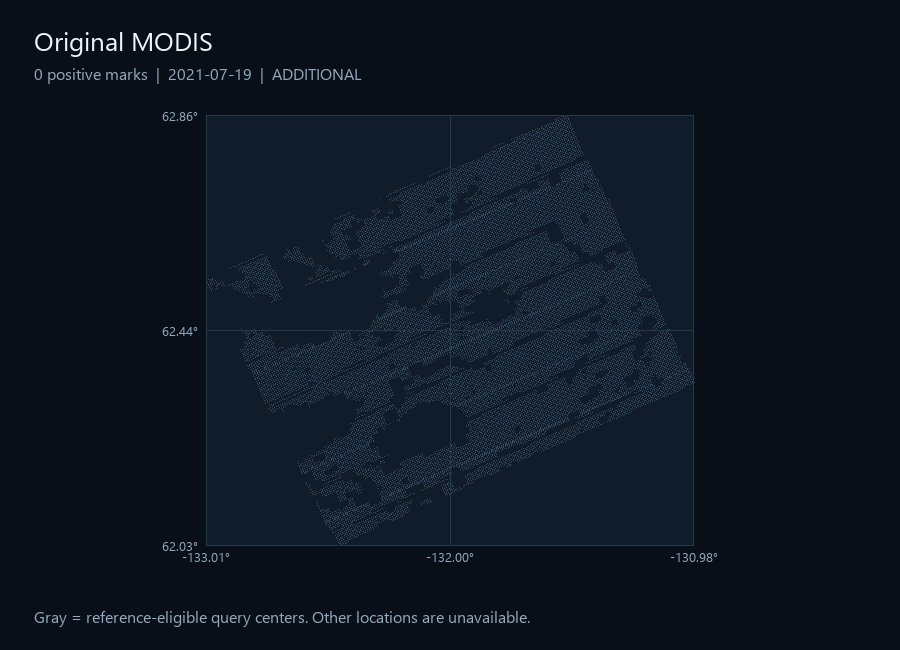 Original MODIS
0 positive marks | 2021-07-19 | ADDITIONAL
62.86°
62.44°
62.03°
-133.01° -132.00° -130.98°
Gray = reference-eligible query centers. Other locations are unavailable.